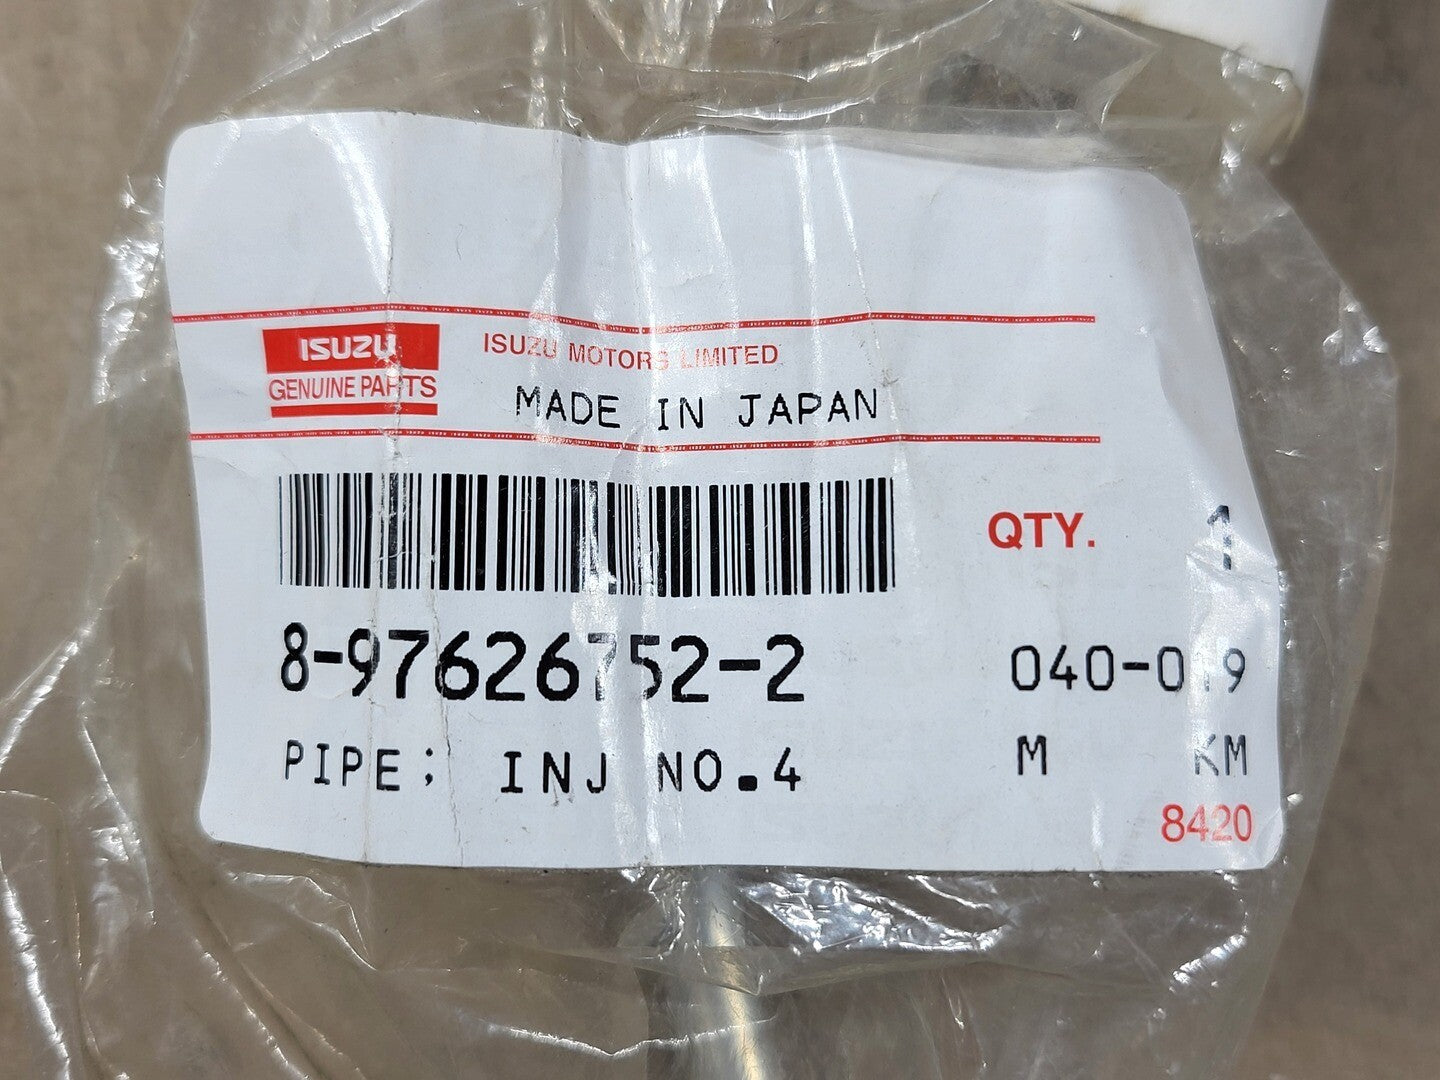 ISUZU
GENUINE PARTS
ISUZU MOTORS LIMITED
MADE IN JAPAN
QTY. 1
8-97626752-2
PIPE; INJ NO.4
M KM
8420